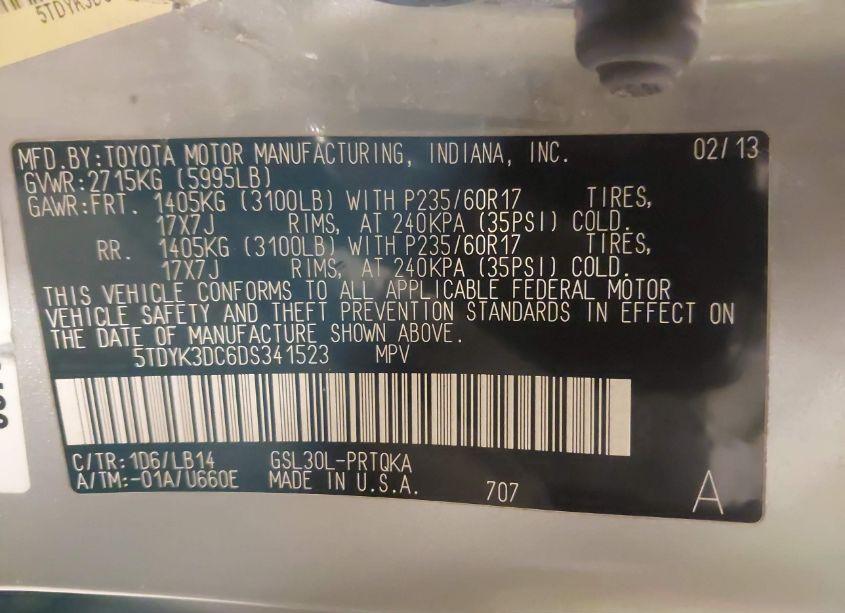 5TDYK3DC
MFD.BY:TOYOTA MOTOR MANUFACTURING, INDIANA, INC. 02/13
GVWR:2715KG (5995LB)
GAWR:FRT. 1405KG (3100LB) WITH P235/60R17 TIRES,
17X7J RIMS, AT 240KPA (35PSI) COLD.
RR. 1405KG (3100LB) WITH P235/60R17 TIRES,
17X7J RIMS, AT 240KPA (35PSI) COLD.
THIS VEHICLE CONFORMS TO ALL APPLICABLE FEDERAL MOTOR
VEHICLE SAFETY AND THEFT PREVENTION STANDARDS IN EFFECT ON
THE DATE OF MANUFACTURE SHOWN ABOVE.
5TDYK3DC6DS341523 MPV
C/TR:1D6/LB14 GSL30L-PRTQKA
A/TM:-01A/U660E MADE IN U.S.A. 707 A